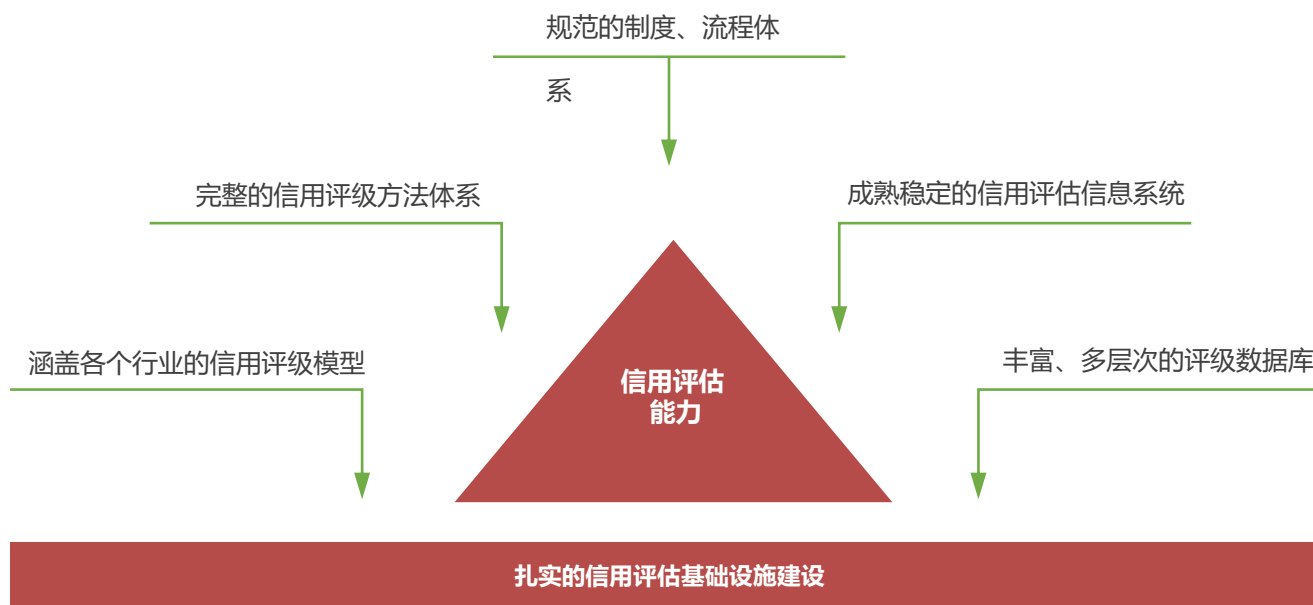 规范的制度、流程体
系
完整的信用评级方法体系
成熟稳定的信用评估信息系统
涵盖各个行业的信用评级模型
丰富、多层次的评级数据库
信用评估
能力
扎实的信用评估基础设施建设